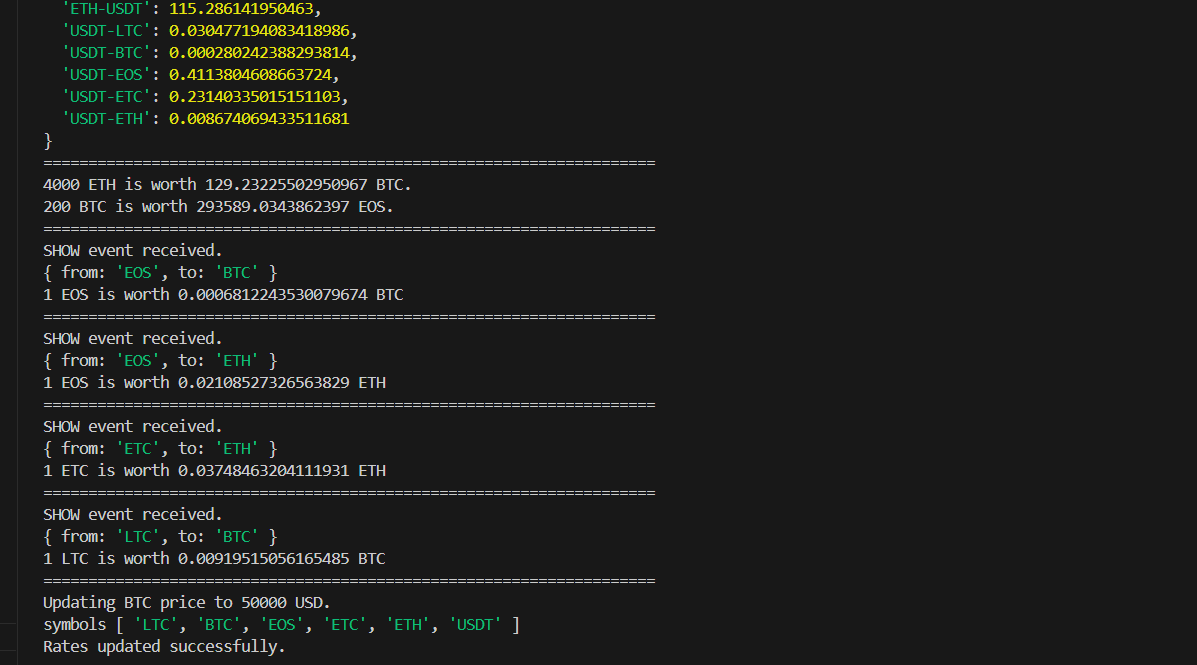 'ETH-USDT': 115.286141950463,
'USDT-LTC': 0.030477194083418986,
'USDT-BTC': 0.000280242388293814,
'USDT-EOS': 0.4113804608663724,
'USDT-ETC': 0.23140335015151103,
'USDT-ETH': 0.008674069433511681
}
====================================================================
4000 ETH is worth 129.23225502950967 BTC.
200 BTC is worth 293589.0343862397 EOS.
====================================================================
SHOW event received.
{ from: 'EOS', to: 'BTC' }
1 EOS is worth 0.0006812243530079674 BTC
====================================================================
SHOW event received.
{ from: 'EOS', to: 'ETH' }
1 EOS is worth 0.02108527326563829 ETH
====================================================================
SHOW event received.
{ from: 'ETC', to: 'ETH' }
1 ETC is worth 0.03748463204111931 ETH
====================================================================
SHOW event received.
{ from: 'LTC', to: 'BTC' }
1 LTC is worth 0.00919515056165485 BTC
====================================================================
Updating BTC price to 50000 USD.
symbols [ 'LTC', 'BTC', 'EOS', 'ETC', 'ETH', 'USDT' ]
Rates updated successfully.